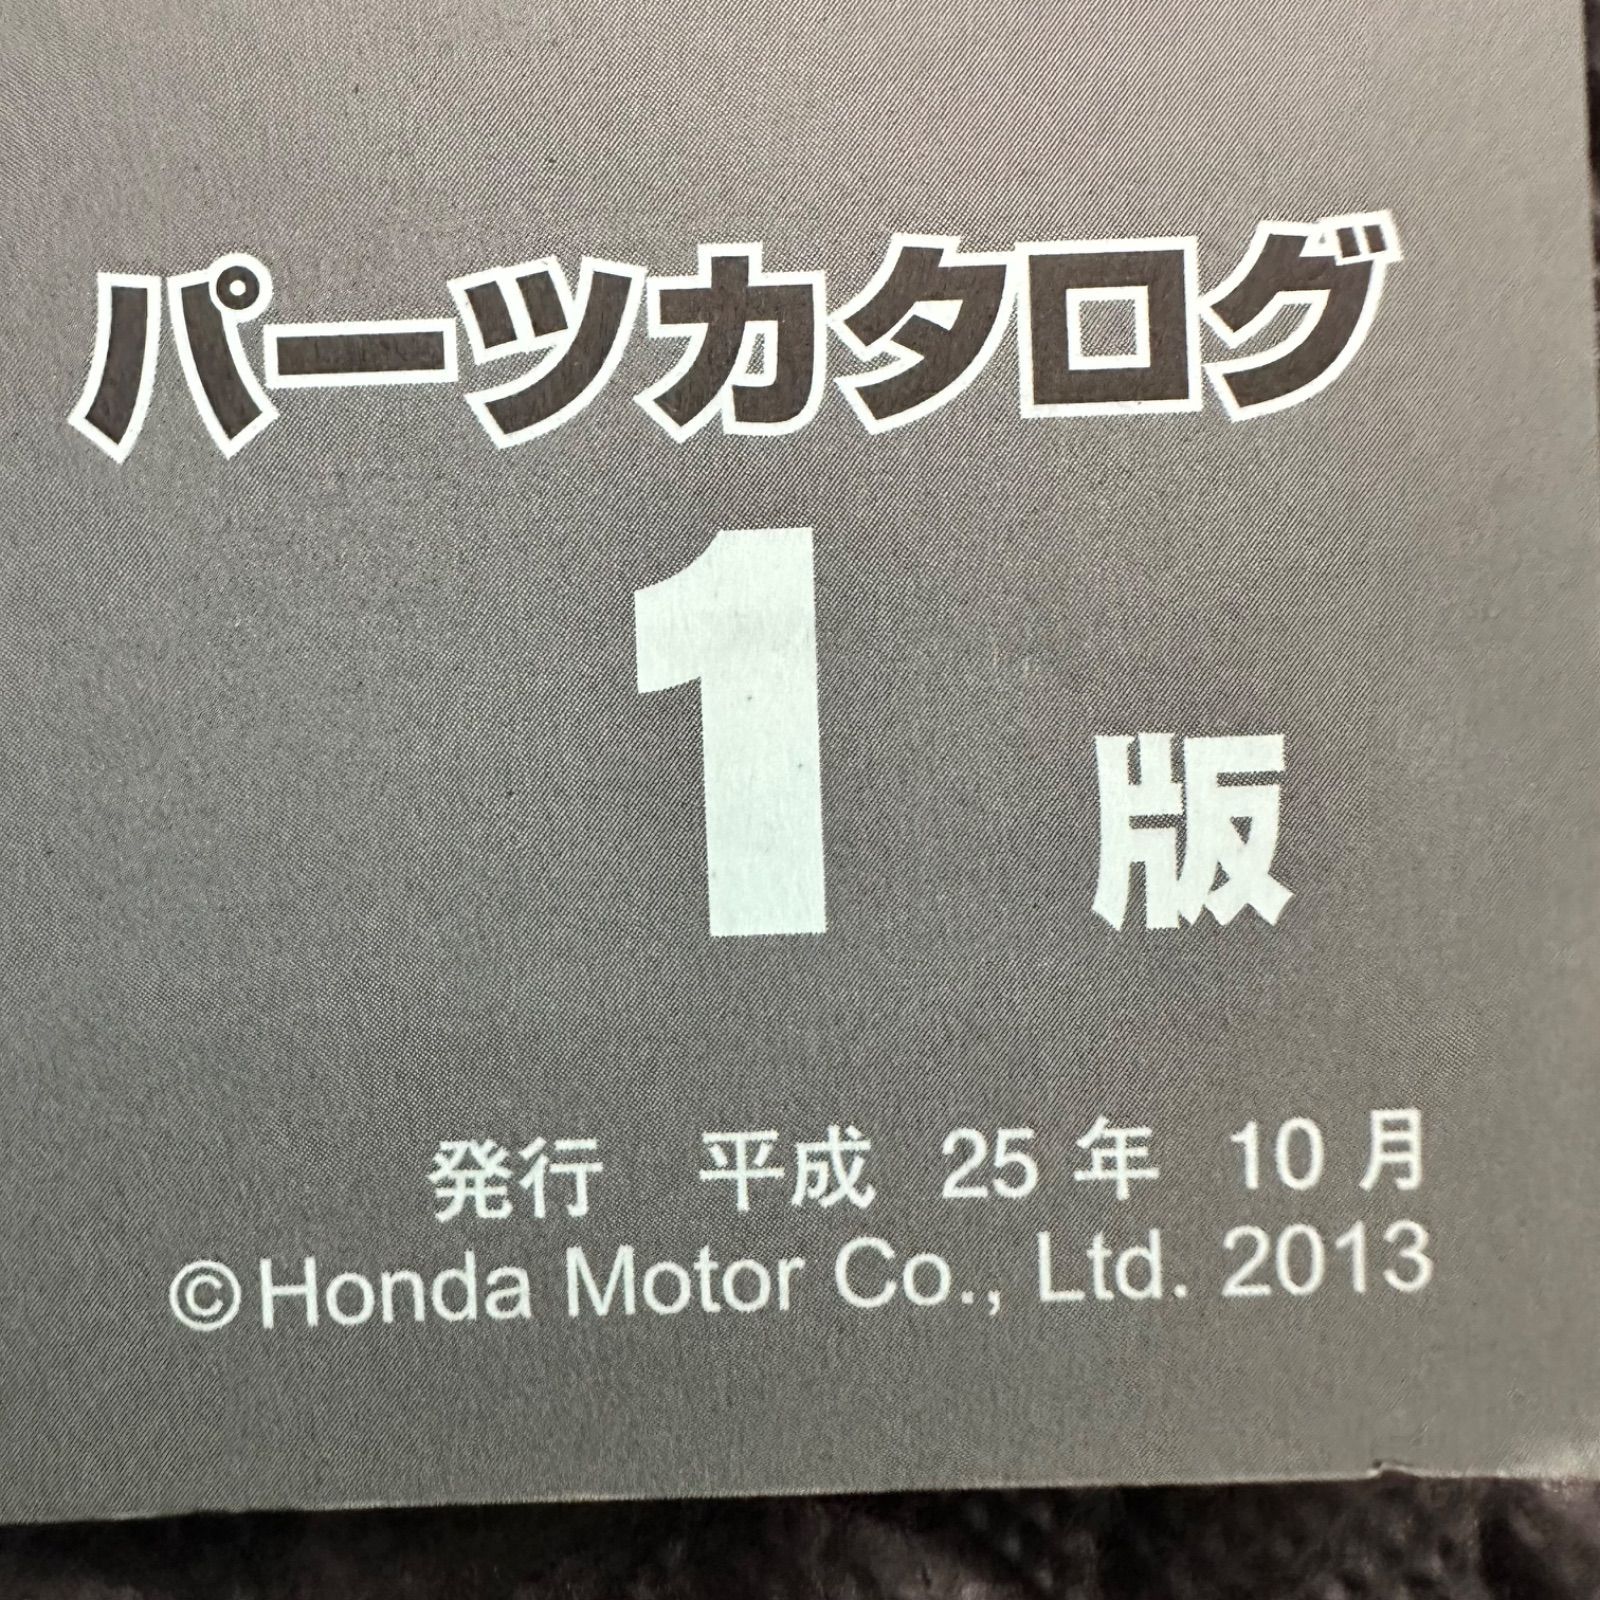 パーツカタログ
1 版
発行 平成 25 年 10 月
©Honda Motor Co., Ltd. 2013